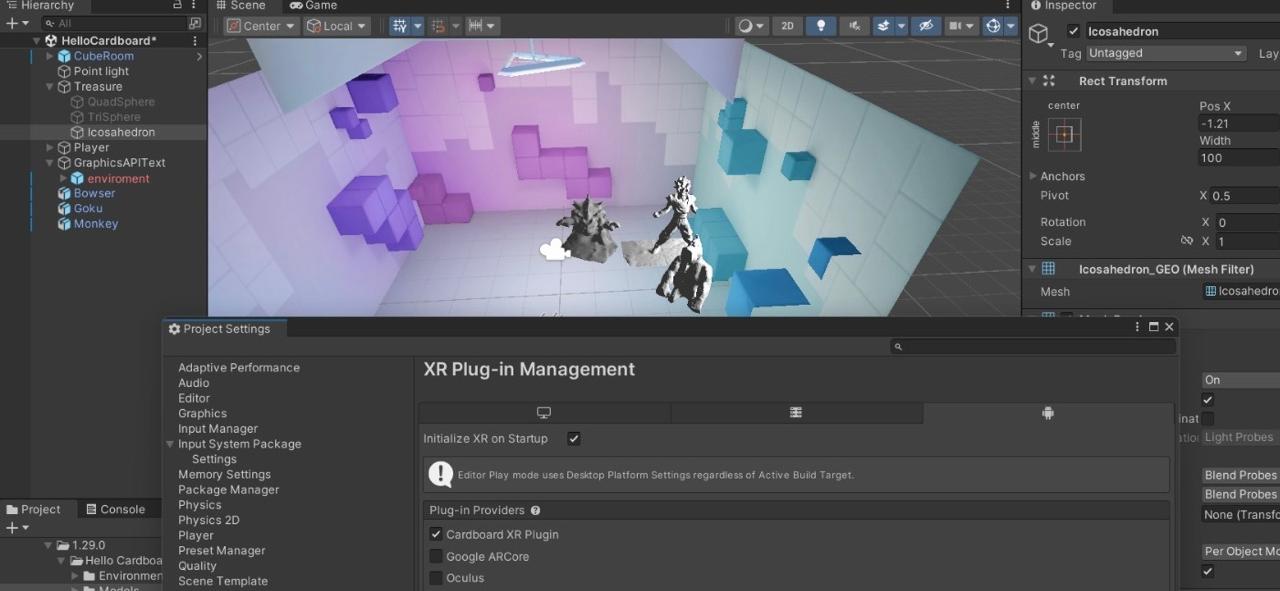 Hierarchy
All
HelloCardboard*
CubeRoom
Point light
Treasure
QuadSphere
TriSphere
Icosahedron
Player
GraphicsAPIText
enviroment
Bowser
Goku
Monkey
Scene
Game
Center
Local
2D
Inspector
Icosahedron
Tag Untagged Lay
Rect Transform
center
middle
Pos X
-1.21
Width
100
Anchors
Pivot X 0.5
Rotation X 0
Scale X 1
Icosahedron_GEO (Mesh Filter)
Mesh Icosahedro
On
Light Probes
Blend Probes
Blend Probes
None (Transfo
Per Object Mo
Project Settings
Adaptive Performance
Audio
Editor
Graphics
Input Manager
Input System Package
Settings
Memory Settings
Package Manager
Physics
Physics 2D
Player
Preset Manager
Quality
Scene Template
XR Plug-in Management
Initialize XR on Startup
Editor Play mode uses Desktop Platform Settings regardless of Active Build Target.
Plug-in Providers
Cardboard XR Plugin
Google ARCore
Oculus
Project
Console
1.29.0
Hello Cardboa
Environmen
Models